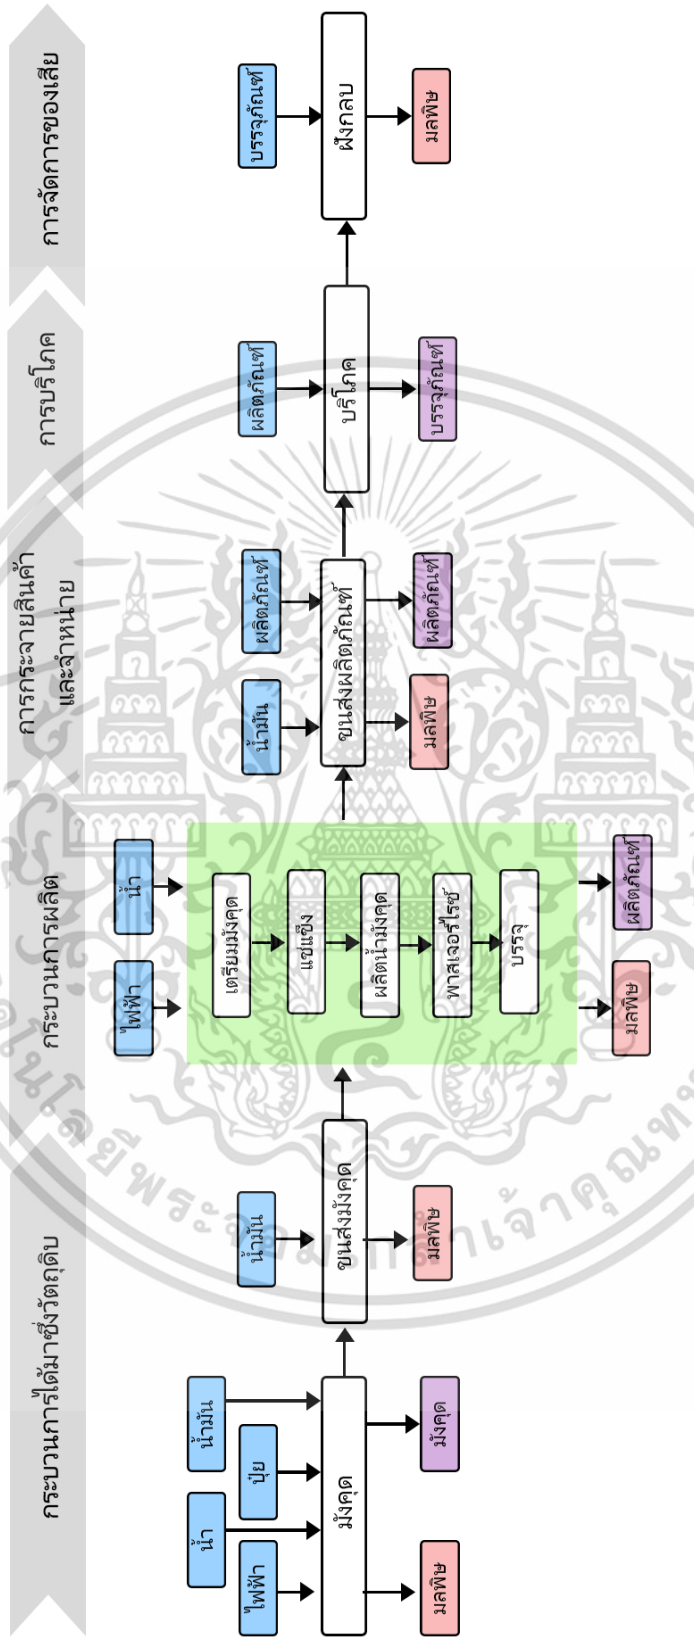 กระบวนการได้มาซึ่งวัตถุดิบ
กระบวนการผลิต
การกระจายสินค้า
และจำหน่าย
การบริโภค
การจัดการของเสีย
ไฟฟ้า
น้ำ
ปุ๋ย
น้ำมัน
มังคุด
มลพิษ
มังคุด
น้ำมัน
ขนส่งมังคุด
มลพิษ
ไฟฟ้า
น้ำ
เตรียมมังคุด
แช่แข็ง
ผลิตน้ำมังคุด
พาสเจอร์ไรซ์
บรรจุ
มลพิษ
ผลิตภัณฑ์
น้ำมัน
ผลิตภัณฑ์
ขนส่งผลิตภัณฑ์
มลพิษ
ผลิตภัณฑ์
ผลิตภัณฑ์
บริโภค
บรรจุภัณฑ์
บรรจุภัณฑ์
ฝังกลบ
มลพิษ